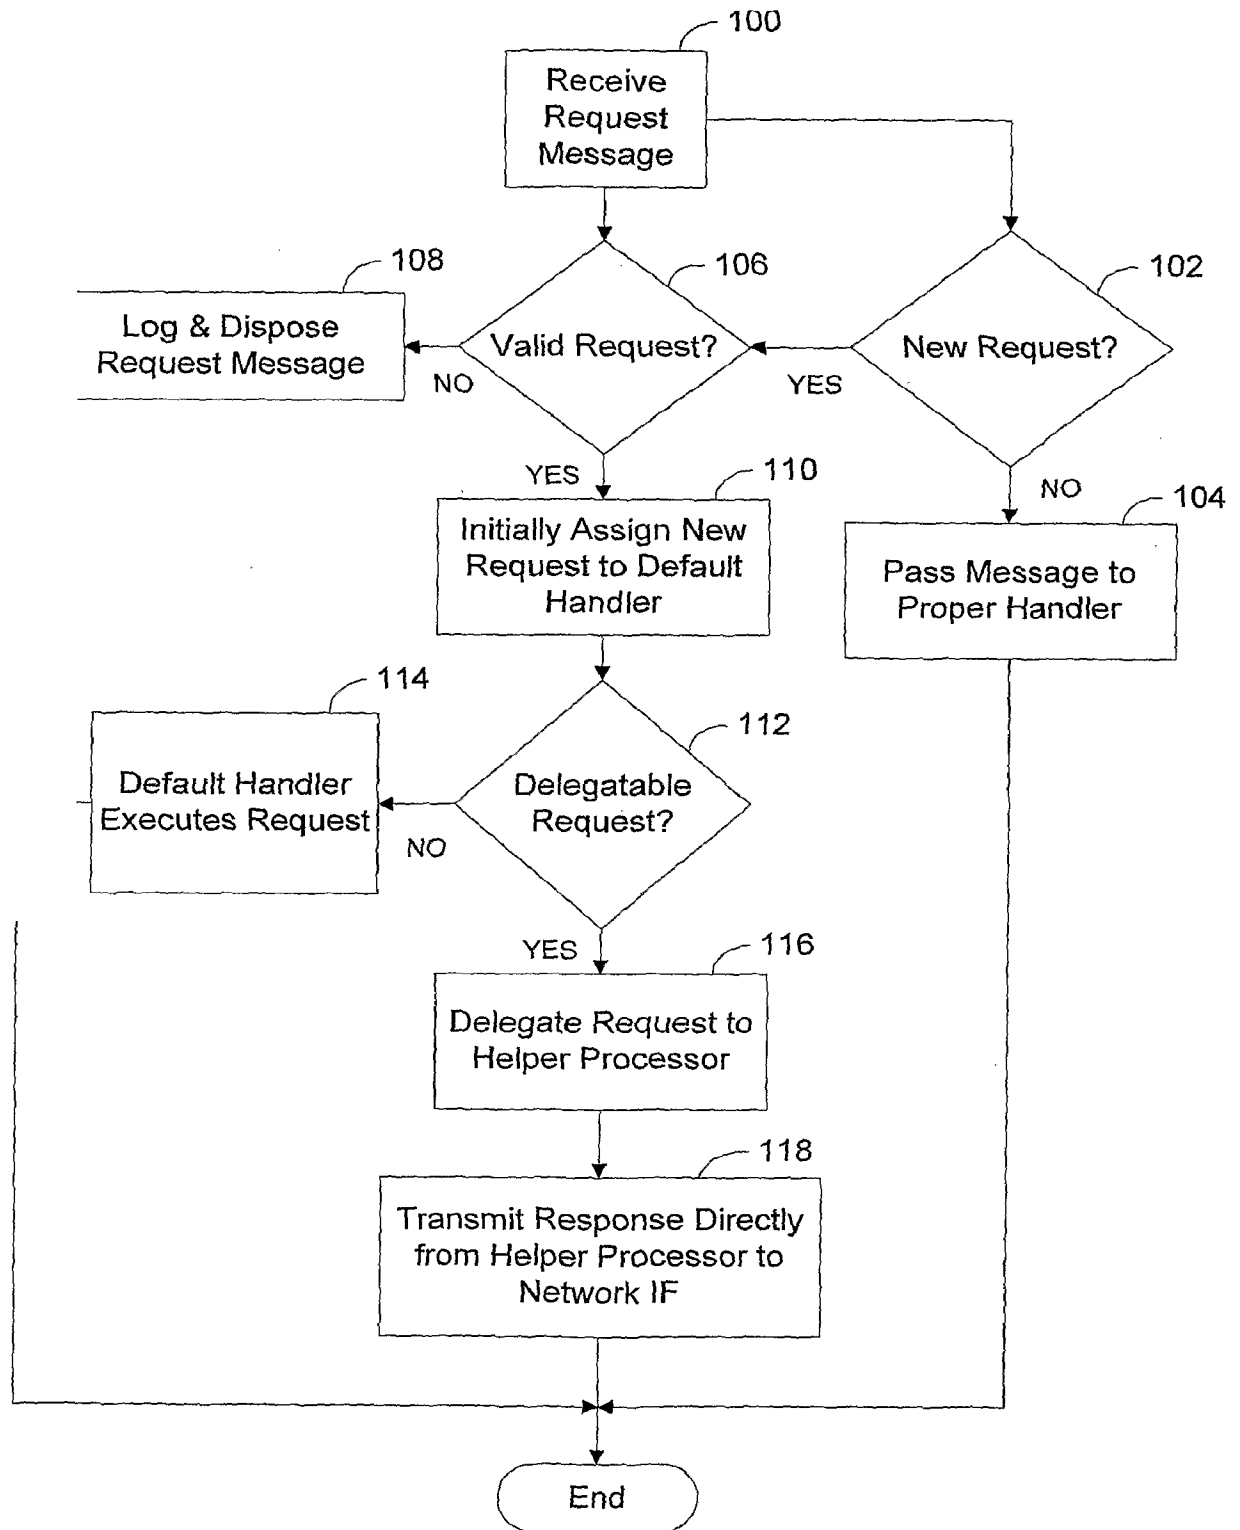 100
Receive
Request
Message
108
106
102
Log & Dispose
Request Message
Valid Request?
New Request?
NO
YES
YES
110
NO
104
Initially Assign New
Request to Default
Handler
Pass Message to
Proper Handler
114
112
Default Handler
Executes Request
Delegatable
Request?
NO
YES
116
Delegate Request to
Helper Processor
118
Transmit Response Directly
from Helper Processor to
Network IF
End